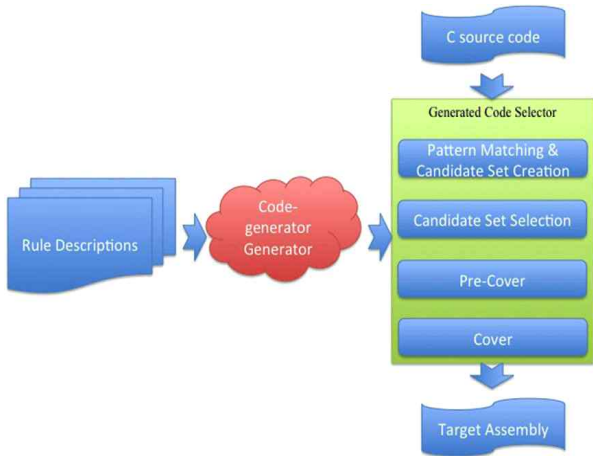 C source code
Generated Code Selector
Pattern Matching &
Candidate Set Creation
Candidate Set Selection
Pre-Cover
Cover
Rule Descriptions
Code-
generator
Generator
Target Assembly